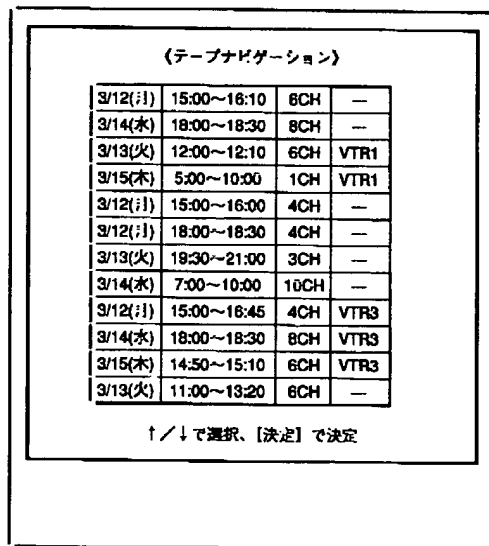 《テープナビゲーション》
3/12(月) 15:00～16:10 6CH —
3/14(水) 18:00～18:30 8CH —
3/13(火) 12:00～12:10 6CH VTR1
3/15(木) 5:00～10:00 1CH VTR1
3/12(月) 15:00～16:00 4CH —
3/12(月) 18:00～18:30 4CH —
3/13(火) 19:30～21:00 3CH —
3/14(水) 7:00～10:00 10CH —
3/12(月) 15:00～16:45 4CH VTR3
3/14(水) 18:00～18:30 8CH VTR3
3/15(木) 14:50～15:10 6CH VTR3
3/13(火) 11:00～13:20 6CH —
↑／↓で選択、【決定】で決定